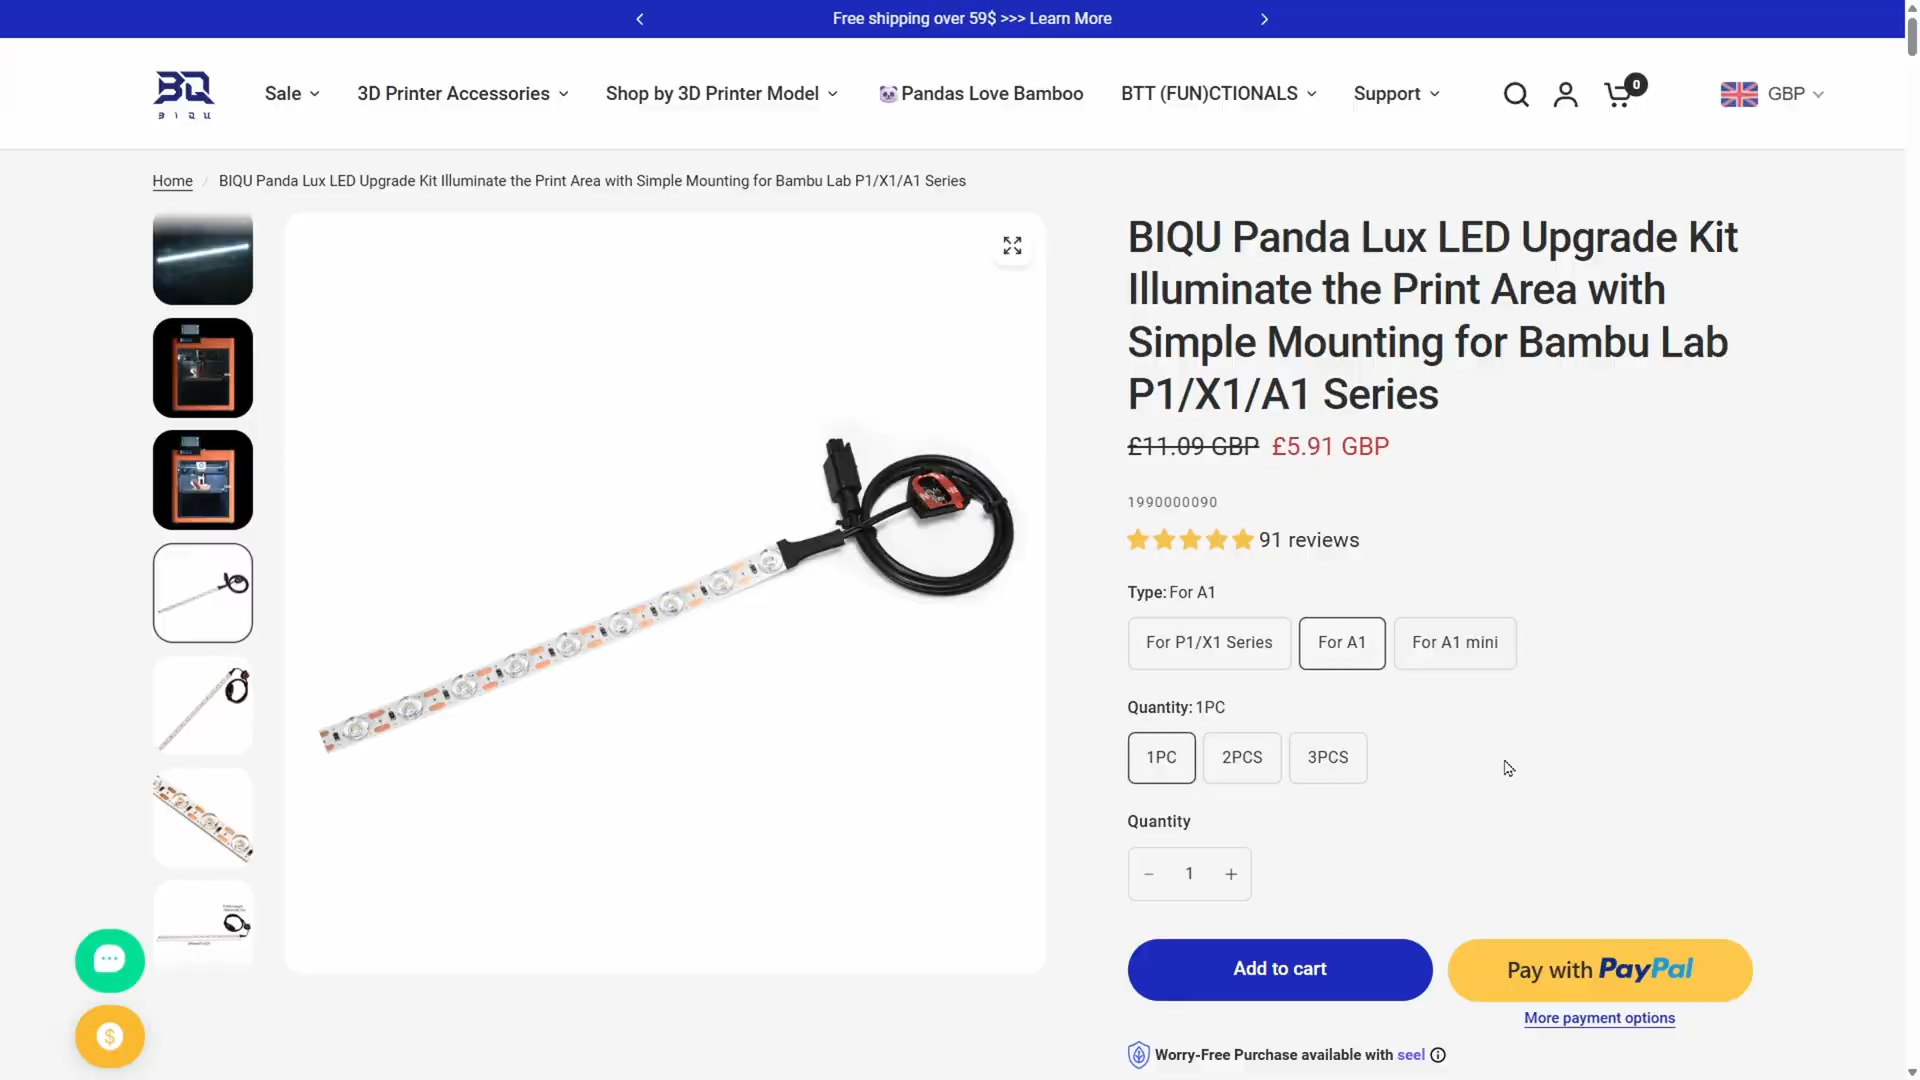 Free shipping over 59$ >>> Learn More
BQ
BIQU
Sale
3D Printer Accessories
Shop by 3D Printer Model
🐼Pandas Love Bamboo
BTT (FUN)CTIONALS
Support
0
GBP
Home / BIQU Panda Lux LED Upgrade Kit Illuminate the Print Area with Simple Mounting for Bambu Lab P1/X1/A1 Series
BIQU Panda Lux LED Upgrade Kit
Illuminate the Print Area with
Simple Mounting for Bambu Lab
P1/X1/A1 Series
£11.09 GBP £5.91 GBP
1990000090
91 reviews
Type: For A1
For P1/X1 Series
For A1
For A1 mini
Quantity: 1PC
1PC
2PCS
3PCS
Quantity
− 1 +
Add to cart
Pay with PayPal
More payment options
Worry-Free Purchase available with seel